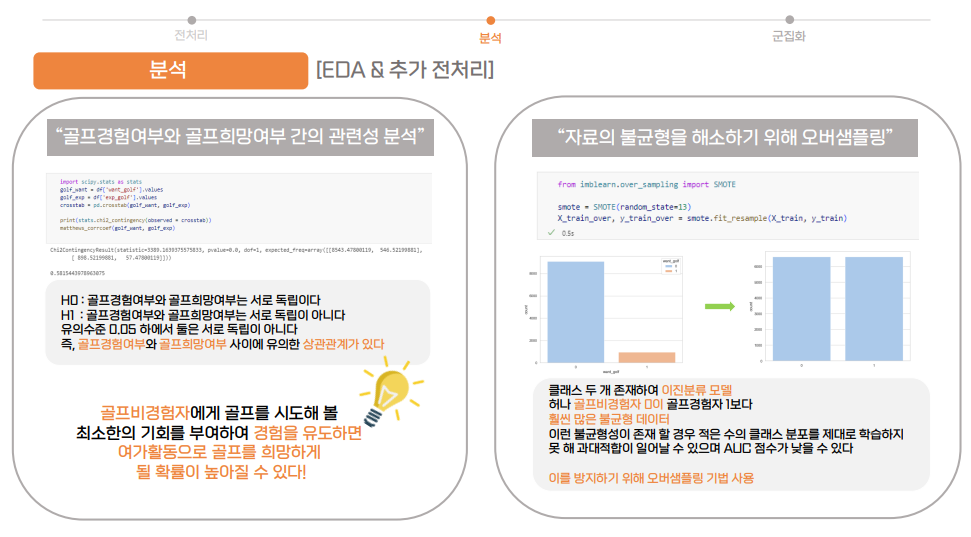 전처리
분석
군집화
분석
[EDA & 추가 전처리]
“골프경험여부와 골프희망여부 간의 관련성 분석”
import scipy.stats as stats
golf_want = df['want_golf'].values
golf_exp = df['exp_golf'].values
crosstab = pd.crosstab(golf_want, golf_exp)
print(stats.chi2_contingency(observed = crosstab))
matthews_corrcoef(golf_want, golf_exp)
Chi2ContingencyResult(statistic=3389.1639375575833, pvalue=0.0, dof=1, expected_freq=array([[8543.47800119, 946.52199881],
[ 898.52199881, 57.47800119]]))
0.5815443978963075
H0 : 골프경험여부와 골프희망여부는 서로 독립이다
H1 : 골프경험여부와 골프희망여부는 서로 독립이 아니다
유의수준 0.05 하에서 둘은 서로 독립이 아니다
즉, 골프경험여부와 골프희망여부 사이에 유의한 상관관계가 있다
골프비경험자에게 골프를 시도해 볼
최소한의 기회를 부여하여 경험을 유도하면
여가활동으로 골프를 희망하게
될 확률이 높아질 수 있다!
“자료의 불균형을 해소하기 위해 오버샘플링”
from imblearn.over_sampling import SMOTE
smote = SMOTE(random_state=13)
X_train_over, y_train_over = smote.fit_resample(X_train, y_train)
✓ 0.5s
want_golf
0
1
count
0
1
want_golf
count
0
1
클래스 두 개 존재하여 이진분류 모델
허나 골프비경험자 0이 골프경험자 1보다
훨씬 많은 불균형 데이터
이런 불균형성이 존재 할 경우 적은 수의 클래스 분포를 제대로 학습하지
못 해 과대적합이 일어날 수 있으며 AUC 점수가 낮을 수 있다
이를 방지하기 위해 오버샘플링 기법 사용